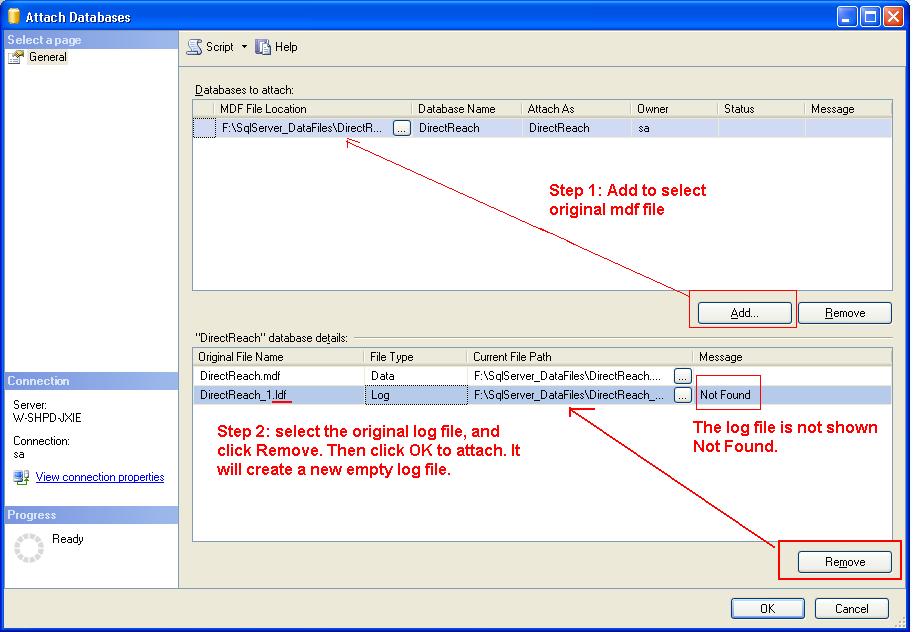 Attach Databases
Select a page
General
Script
Help
Databases to attach:
MDF File Location Database Name Attach As Owner Status Message
F:\SqlServer_DataFiles\DirectR... ... DirectReach DirectReach sa
Step 1: Add to select
original mdf file
Add... Remove
"DirectReach" database details:
Original File Name File Type Current File Path Message
DirectReach.mdf Data F:\SqlServer_DataFiles\DirectReach.... ...
DirectReach_1.ldf Log F:\SqlServer_DataFiles\DirectReach_... ... Not Found
Step 2: select the original log file, and
click Remove. Then click OK to attach. It
will create a new empty log file.
The log file is not shown
Not Found.
Remove
Connection
Server:
W-SHPD-JXIE
Connection:
sa
View connection properties
Progress
Ready
OK Cancel